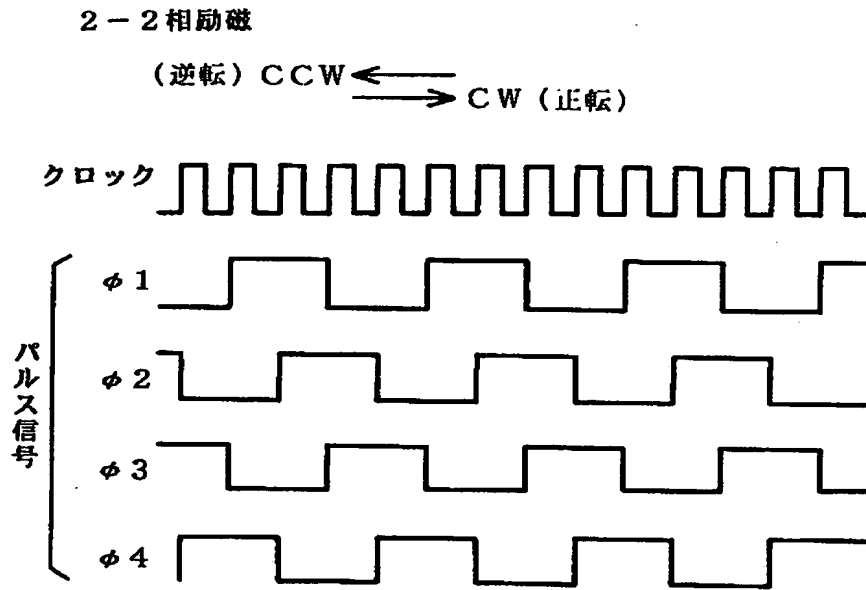 2－2相励磁
(逆転) CCW
CW (正転)
クロック
パルス信号
φ1
φ2
φ3
φ4